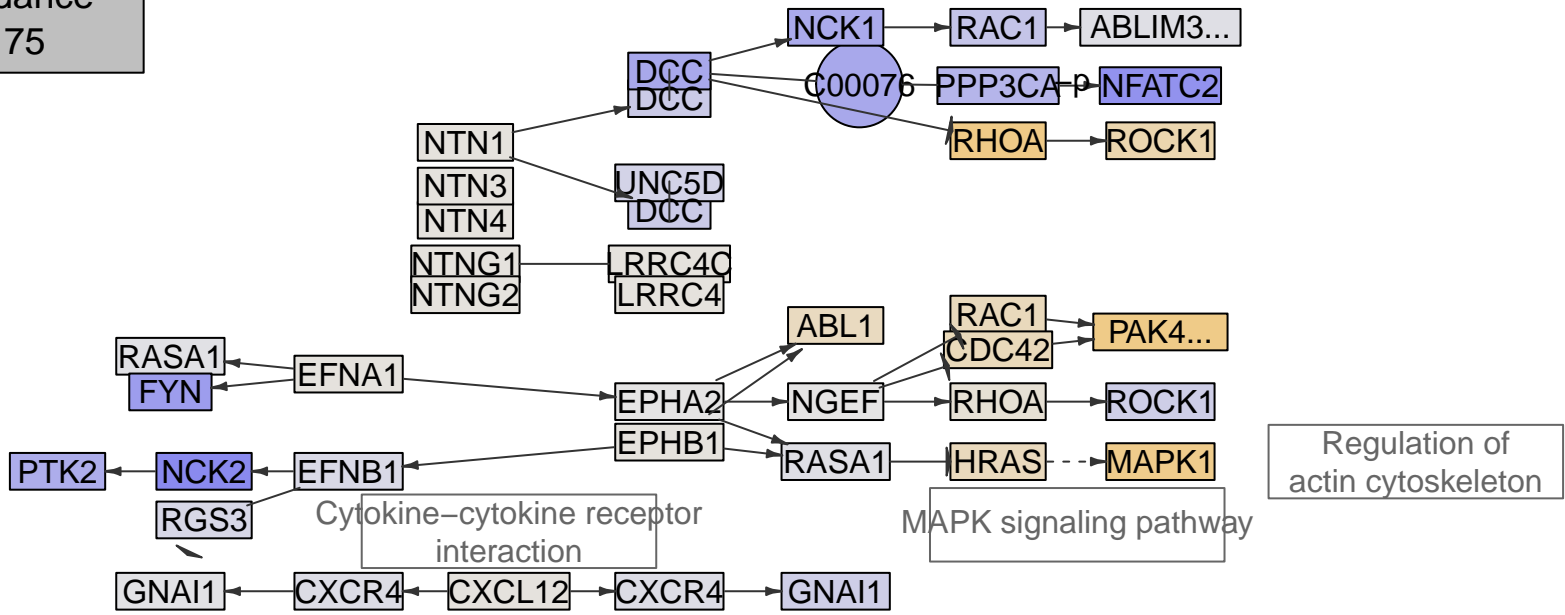 dance
75
NCK1
RAC1
ABLIM3...
DCC
DCC
C00076
PPP3CA
–p
NFATC2
NTN1
RHOA
ROCK1
NTN3
UNC5D
NTN4
DCC
NTNG1
LRRC4C
NTNG2
LRRC4
RASA1
EFNA1
ABL1
RAC1
PAK4...
FYN
CDC42
EPHA2
NGEF
RHOA
ROCK1
EPHB1
PTK2
NCK2
EFNB1
RASA1
HRAS
MAPK1
Regulation of
actin cytoskeleton
RGS3
Cytokine–cytokine receptor
interaction
MAPK signaling pathway
GNAI1
CXCR4
CXCL12
CXCR4
GNAI1